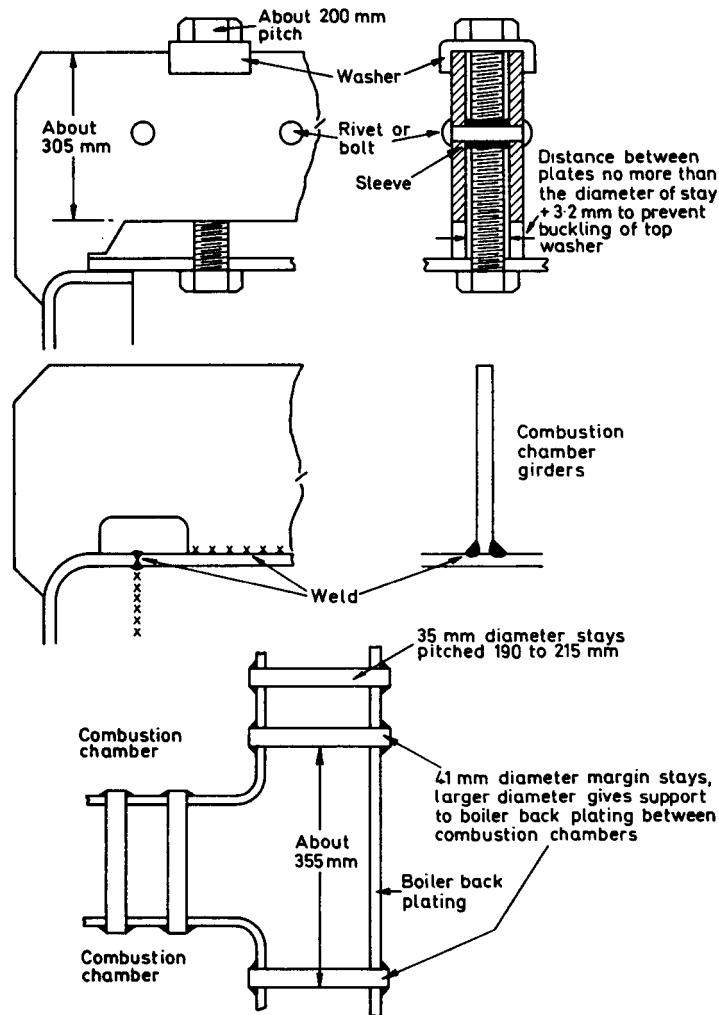 About 200 mm
pitch
Washer
About
305 mm
Rivet or
bolt
Sleeve
Distance between
plates no more than
the diameter of stay
+3·2 mm to prevent
buckling of top
washer
Combustion
chamber
girders
Weld
35 mm diameter stays
pitched 190 to 215 mm
Combustion
chamber
41 mm diameter margin stays,
larger diameter gives support
to boiler back plating between
combustion chambers
About
355 mm
Boiler back
plating
Combustion
chamber